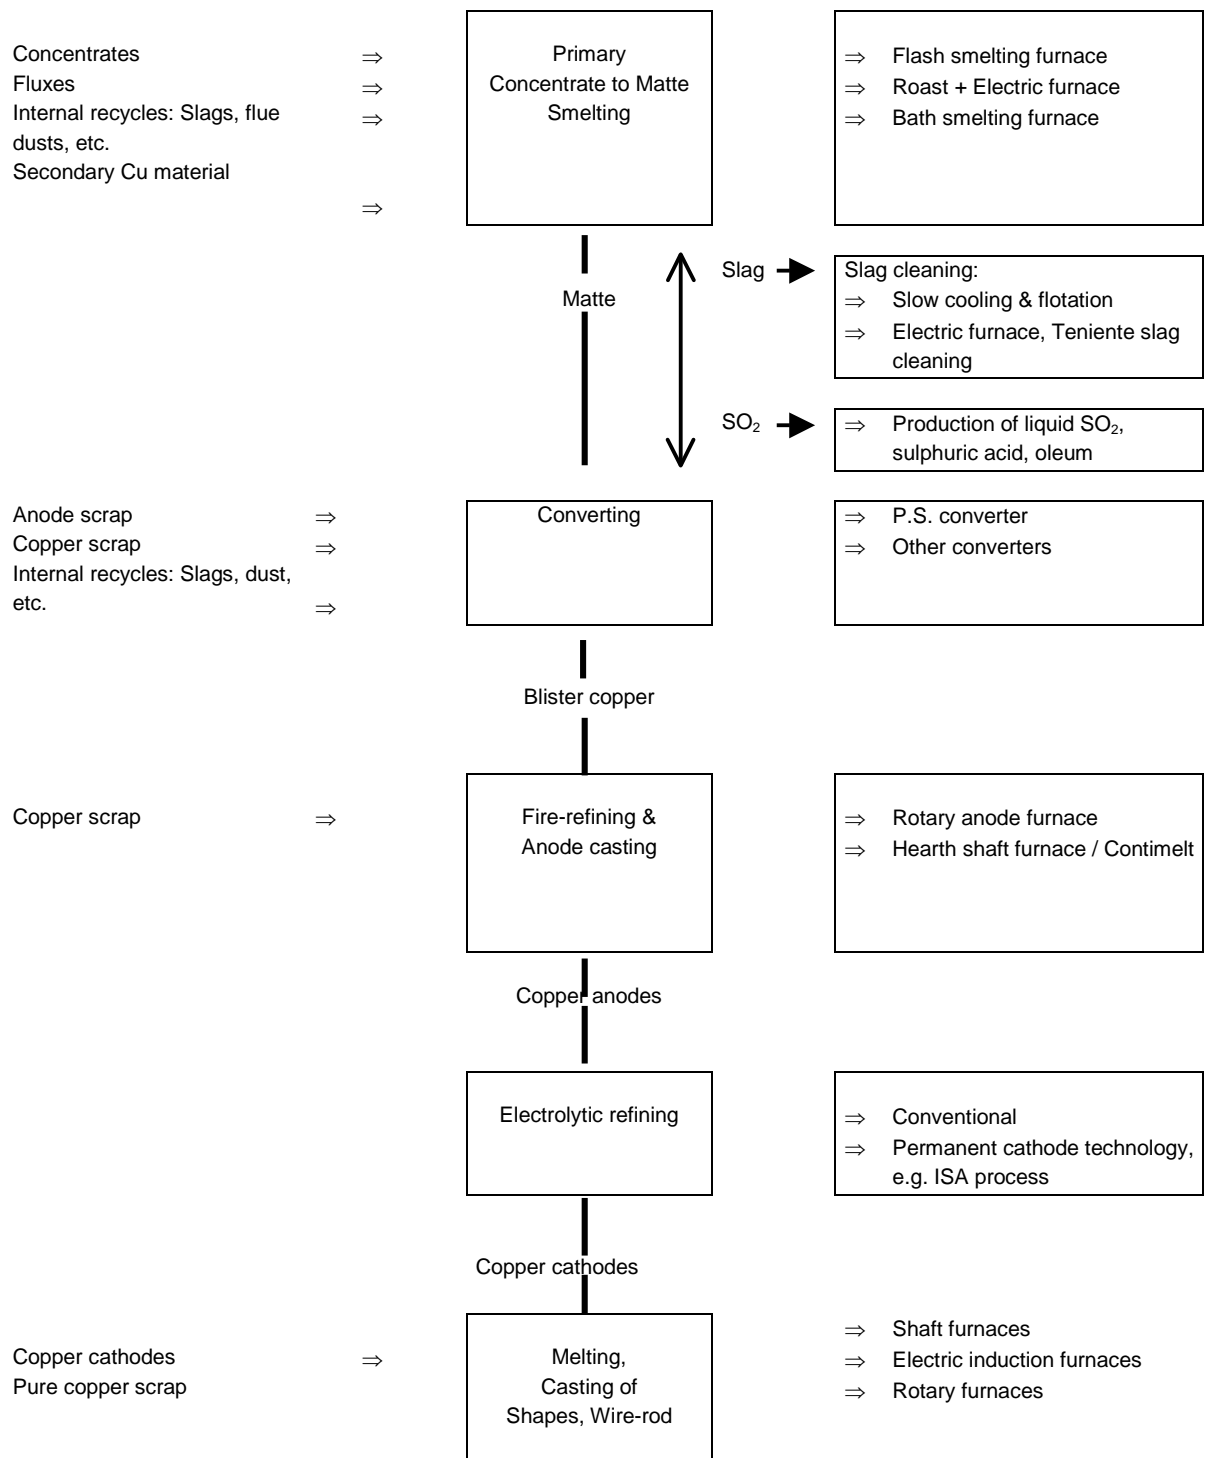 Concentrates ⇒
Fluxes ⇒
Internal recycles: Slags, flue ⇒
dusts, etc.
Secondary Cu material
⇒
Primary
Concentrate to Matte
Smelting
⇒ Flash smelting furnace
⇒ Roast + Electric furnace
⇒ Bath smelting furnace
Matte
Slag
Slag cleaning:
⇒ Slow cooling & flotation
⇒ Electric furnace, Teniente slag
cleaning
SO₂
⇒ Production of liquid SO₂,
sulphuric acid, oleum
Anode scrap ⇒
Copper scrap ⇒
Internal recycles: Slags, dust,
etc. ⇒
Converting
⇒ P.S. converter
⇒ Other converters
Blister copper
Copper scrap ⇒
Fire-refining &
Anode casting
⇒ Rotary anode furnace
⇒ Hearth shaft furnace / Contimelt
Copper anodes
Electrolytic refining
⇒ Conventional
⇒ Permanent cathode technology,
e.g. ISA process
Copper cathodes
Copper cathodes ⇒
Pure copper scrap
Melting,
Casting of
Shapes, Wire-rod
⇒ Shaft furnaces
⇒ Electric induction furnaces
⇒ Rotary furnaces